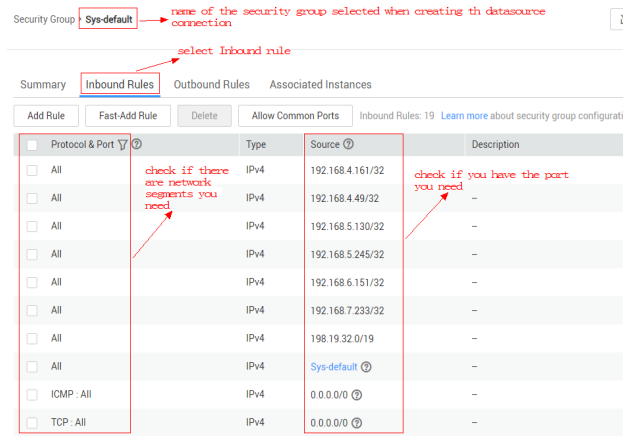 Security Group › Sys-default
name of the security group selected when creating th datasource
connection
select Inbound rule
Summary Inbound Rules Outbound Rules Associated Instances
Add Rule Fast-Add Rule Delete Allow Common Ports Inbound Rules: 19 Learn more about security group configurati
Protocol & Port Type Source Description
All IPv4 192.168.4.161/32
check if there
are network
segments you
need
check if you have the port
you need
All IPv4 192.168.4.49/32 –
All IPv4 192.168.5.130/32 –
All IPv4 192.168.5.245/32 –
All IPv4 192.168.6.151/32 –
All IPv4 192.168.7.233/32 –
All IPv4 198.19.32.0/19 –
All IPv4 Sys-default –
ICMP : All IPv4 0.0.0.0/0 –
TCP : All IPv4 0.0.0.0/0 –